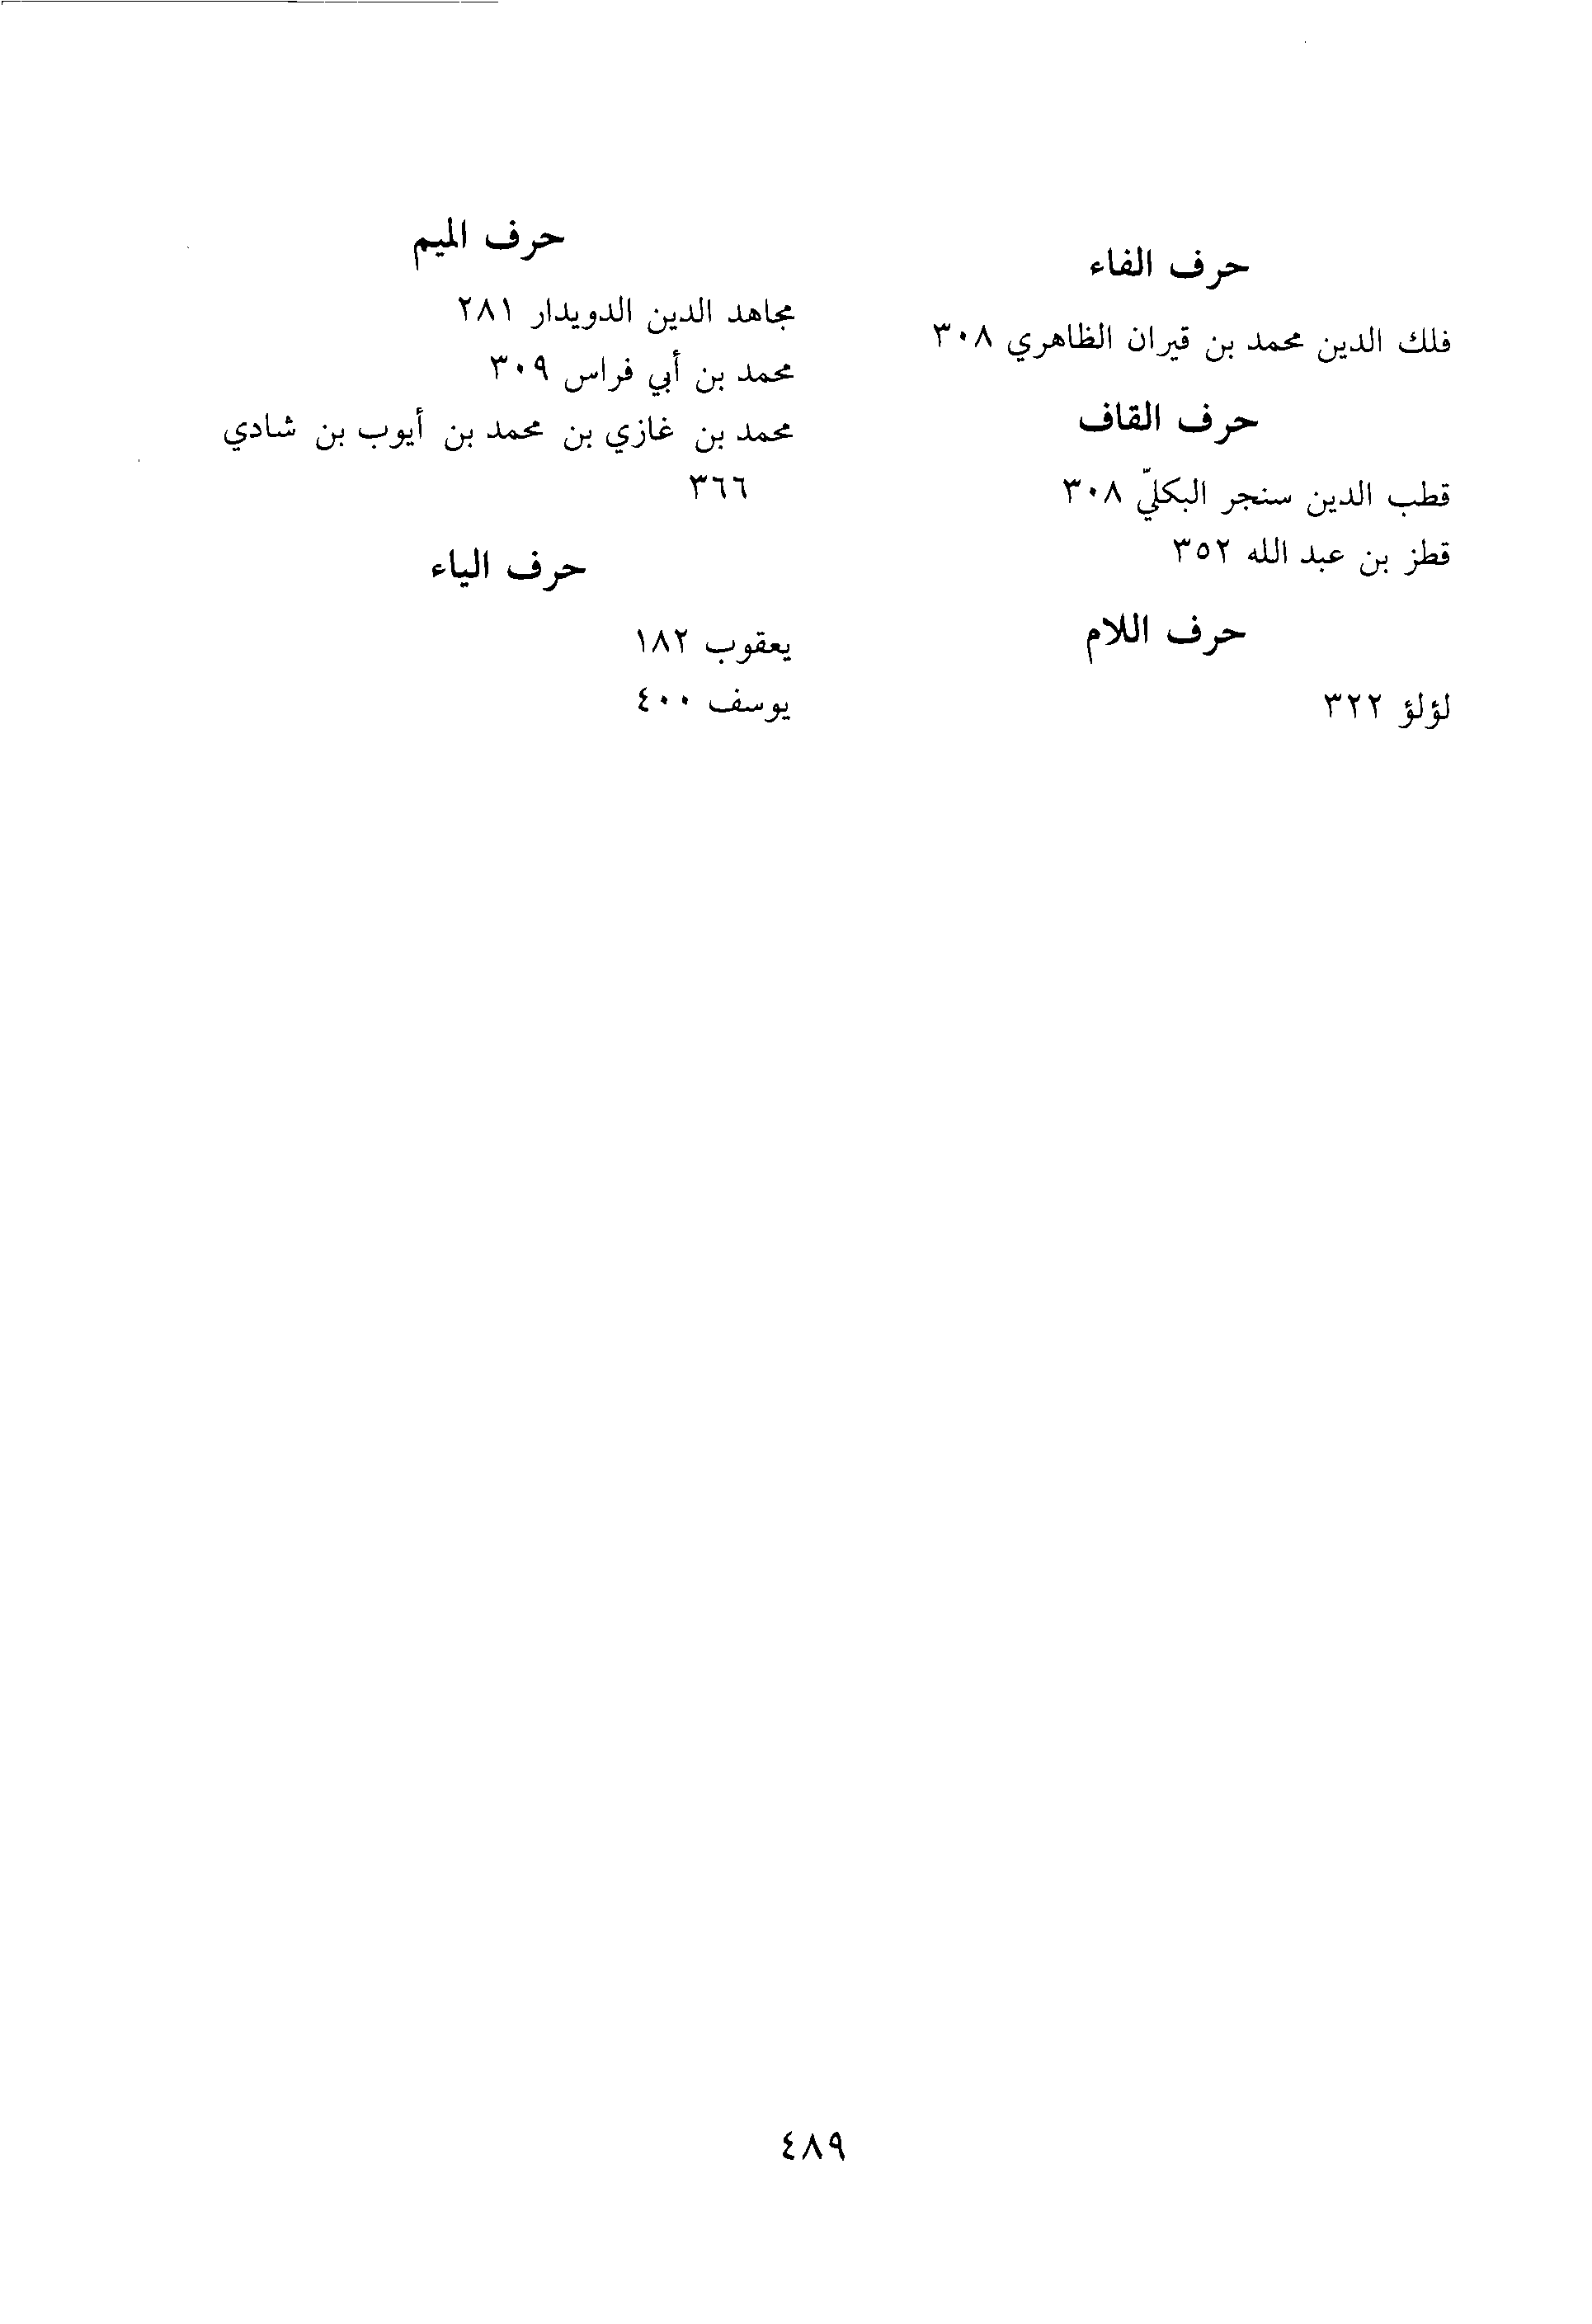 حرف الفاء
فلك الدين محمد بن قيران الظاهري ٣٠٨
حرف القاف
قطب الدين سنجر البكليّ ٣٠٨
قطز بن عبد الله ٣٥٢
حرف اللام
لؤلؤ ٣٢٢
حرف الميم
مجاهد الدين الدويدار ٢٨١
محمد بن أبي فراس ٣٠٩
محمد بن غازي بن محمد بن أيوب بن شادي
٣٦٦
حرف الياء
يعقوب ١٨٢
يوسف ٤٠٠
٤٨٩